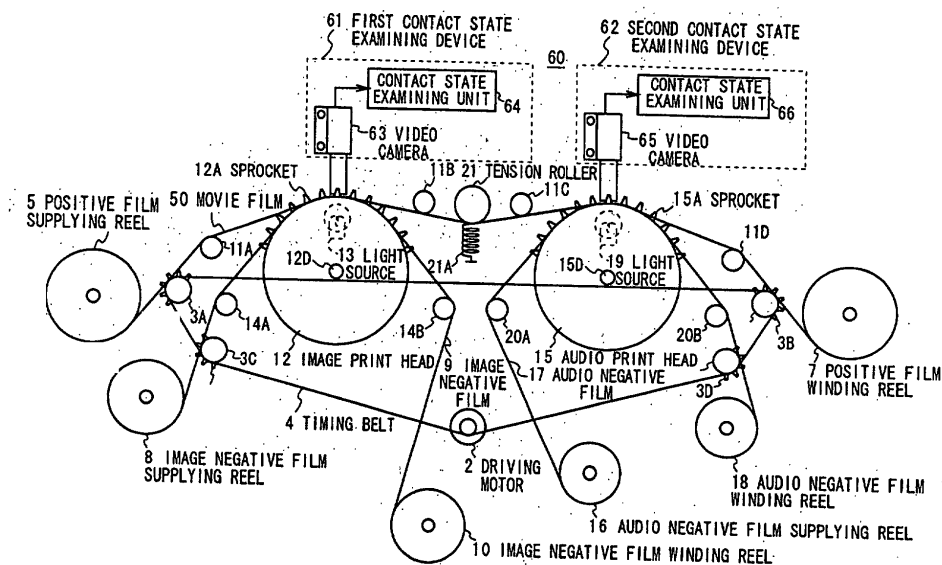 61 FIRST CONTACT STATE
EXAMINING DEVICE
62 SECOND CONTACT STATE
EXAMINING DEVICE
60
CONTACT STATE
EXAMINING UNIT
64
CONTACT STATE
EXAMINING UNIT
66
63 VIDEO
CAMERA
65 VIDEO
CAMERA
12A SPROCKET
11B
21 TENSION ROLLER
11C
15A SPROCKET
5 POSITIVE FILM
SUPPLYING REEL
50 MOVIE FILM
11A
11D
12D
13 LIGHT
SOURCE
21A
15D
19 LIGHT
SOURCE
3A
14A
14B
20A
20B
3B
3C
12 IMAGE PRINT HEAD
9 IMAGE
NEGATIVE
FILM
15 AUDIO PRINT HEAD
17 AUDIO NEGATIVE
FILM
3D
7 POSITIVE FILM
WINDING REEL
4 TIMING BELT
8 IMAGE NEGATIVE FILM
SUPPLYING REEL
2 DRIVING
MOTOR
18 AUDIO NEGATIVE FILM
WINDING REEL
16 AUDIO NEGATIVE FILM SUPPLYING REEL
10 IMAGE NEGATIVE FILM WINDING REEL